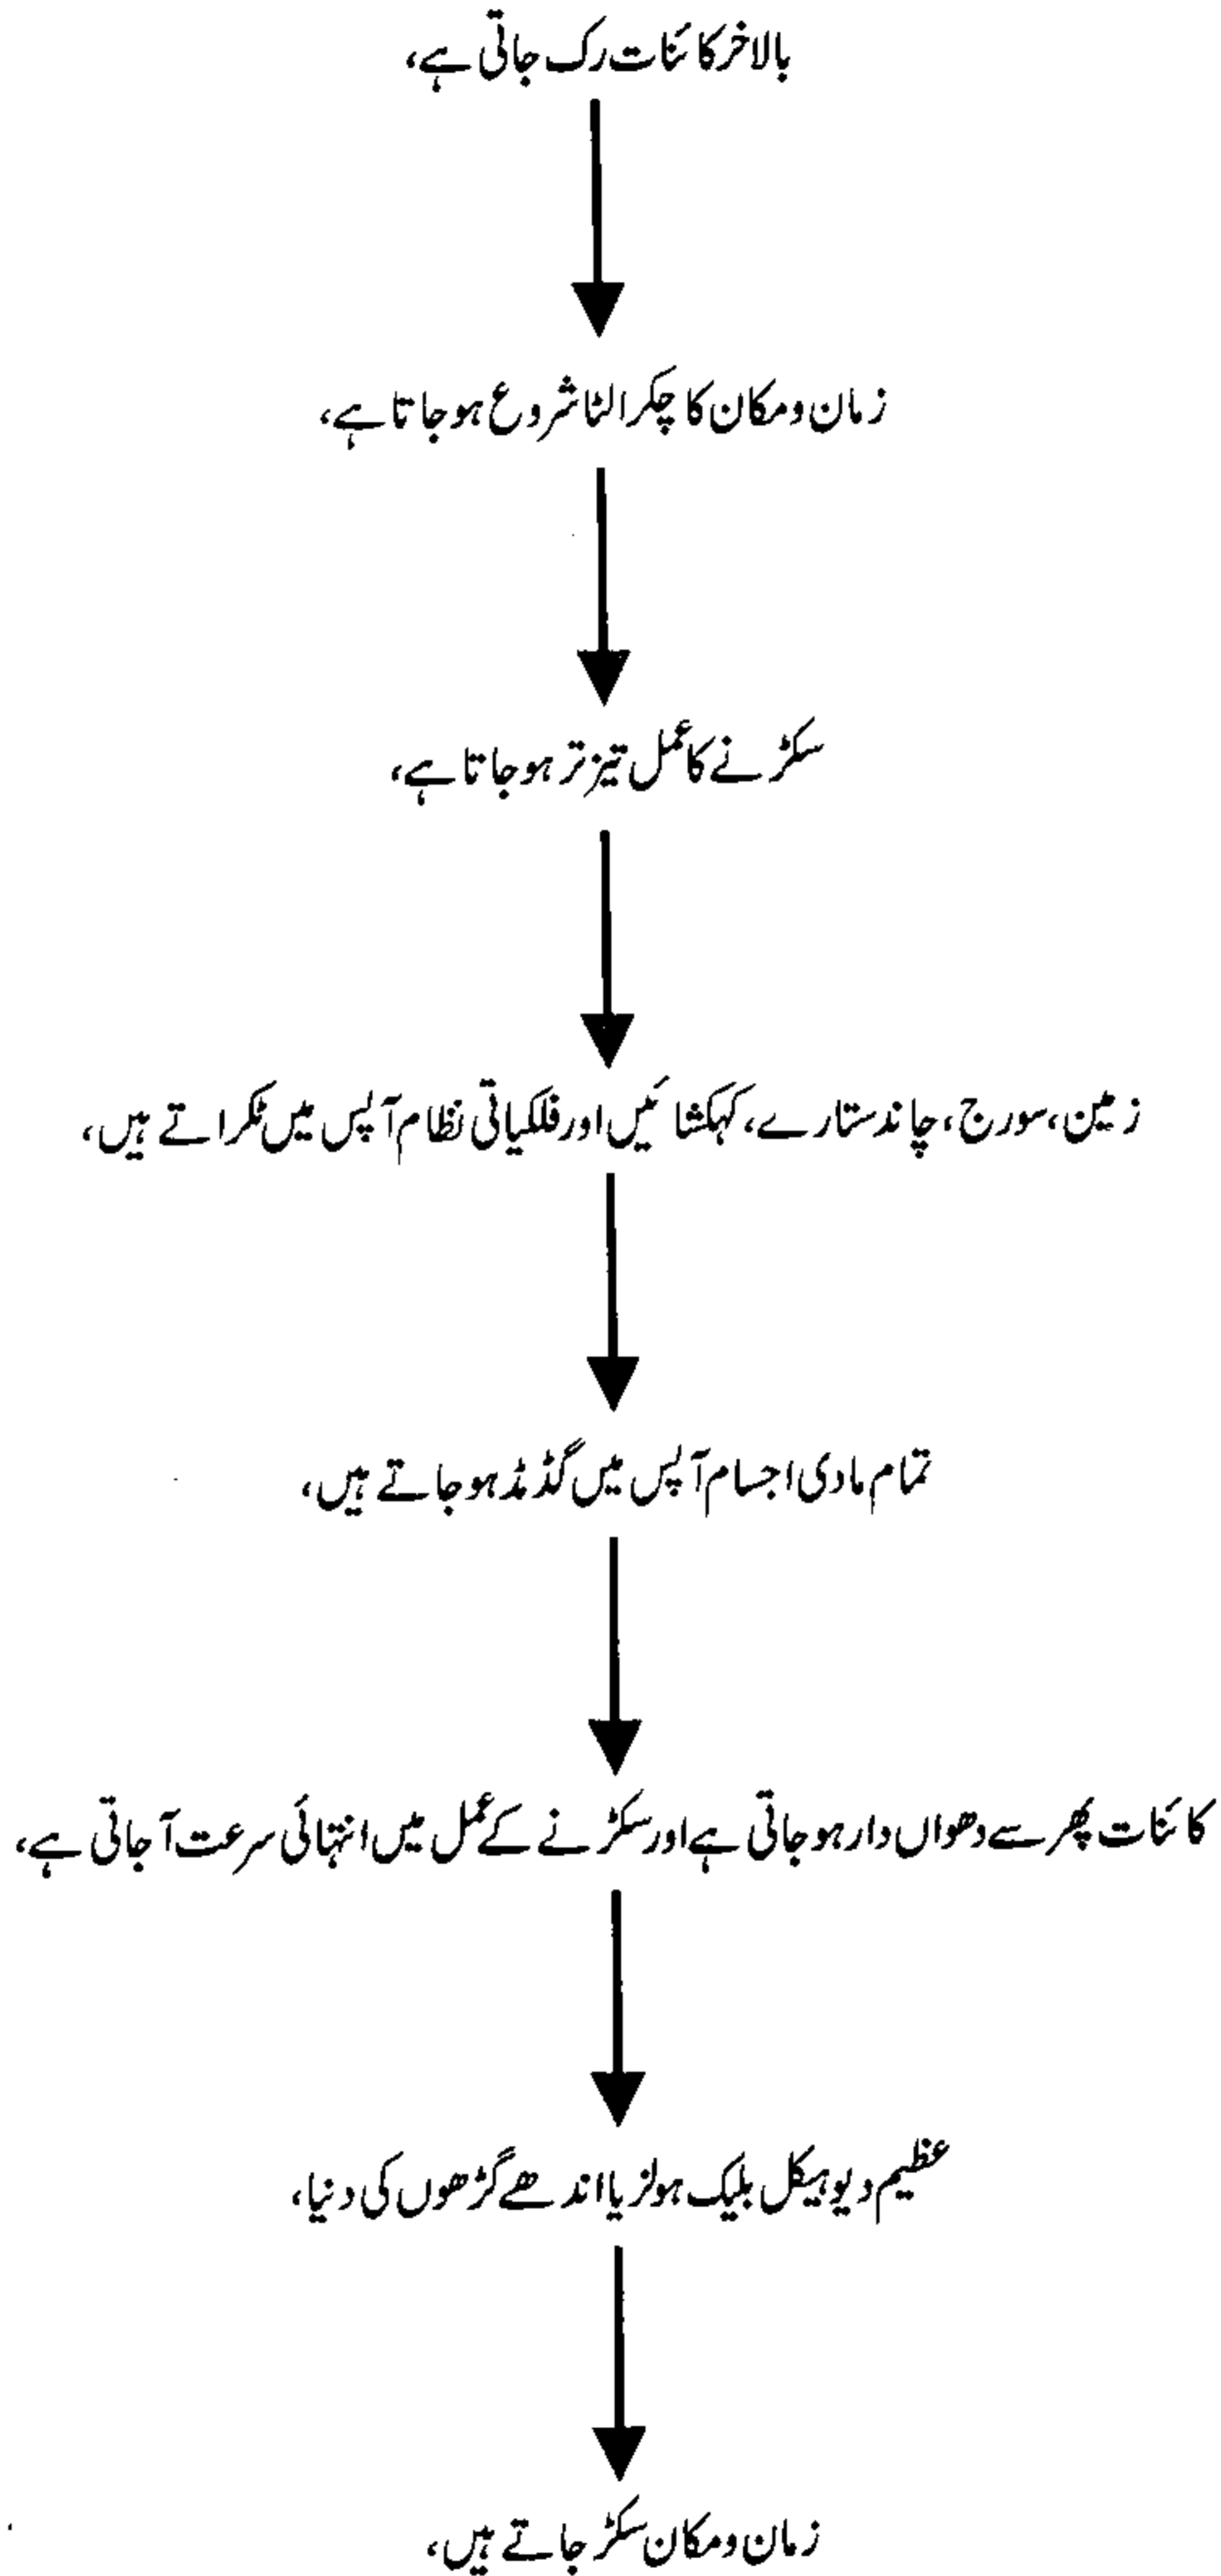 بالاخر کائنات رک جاتی ہے،
زمان و مکان کا چکر الٹا شروع ہو جاتا ہے،
سکڑنے کا عمل تیز تر ہو جاتا ہے،
زمین، سورج، چاند ستارے، کہکشائیں اور فلکیاتی نظام آپس میں ٹکراتے ہیں،
تمام مادی اجسام آپس میں گڈمڈ ہو جاتے ہیں،
کائنات پھر سے دھواں دار ہو جاتی ہے اور سکڑنے کے عمل میں انتہائی سرعت آ جاتی ہے،
عظیم دیوہیکل بلیک ہولز یا اندھے گڑھوں کی دنیا،
زمان و مکان سکڑ جاتے ہیں،